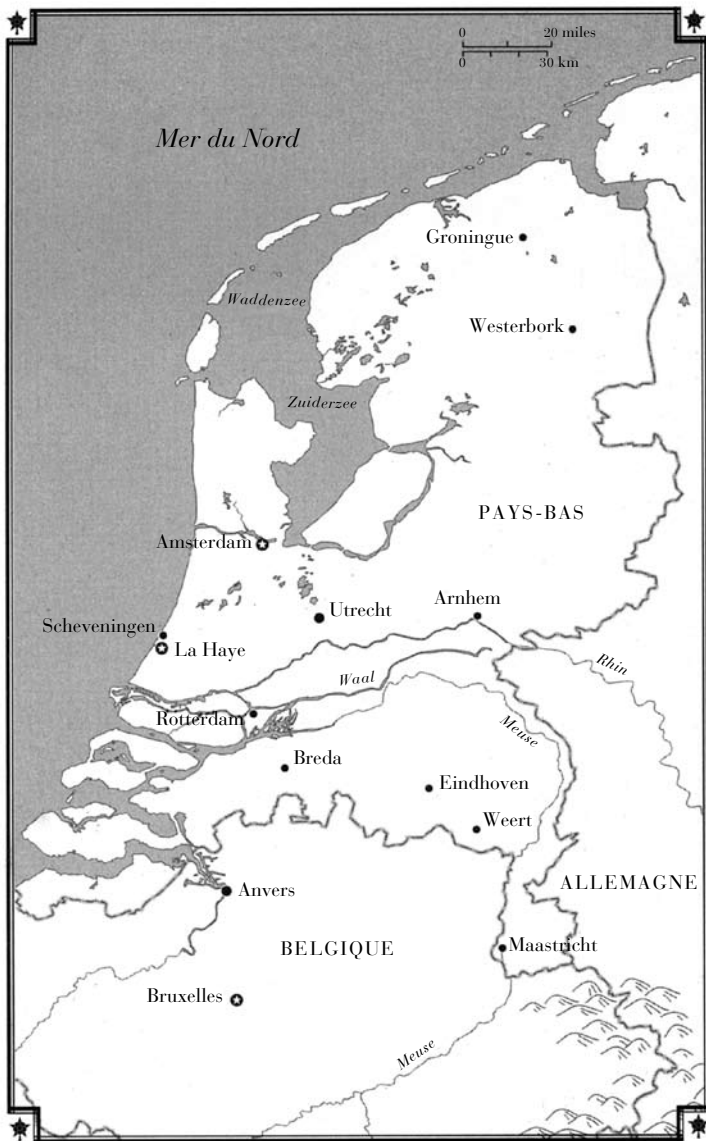 0 20 miles
0 30 km
Mer du Nord
Groningue
Waddenzee
Westerbork
Zuiderzee
PAYS-BAS
Amsterdam
Utrecht
Arnhem
Scheveningen
La Haye
Rhin
Waal
Rotterdam
Meuse
Breda
Eindhoven
Weert
ALLEMAGNE
Anvers
BELGIQUE
Maastricht
Bruxelles
Meuse